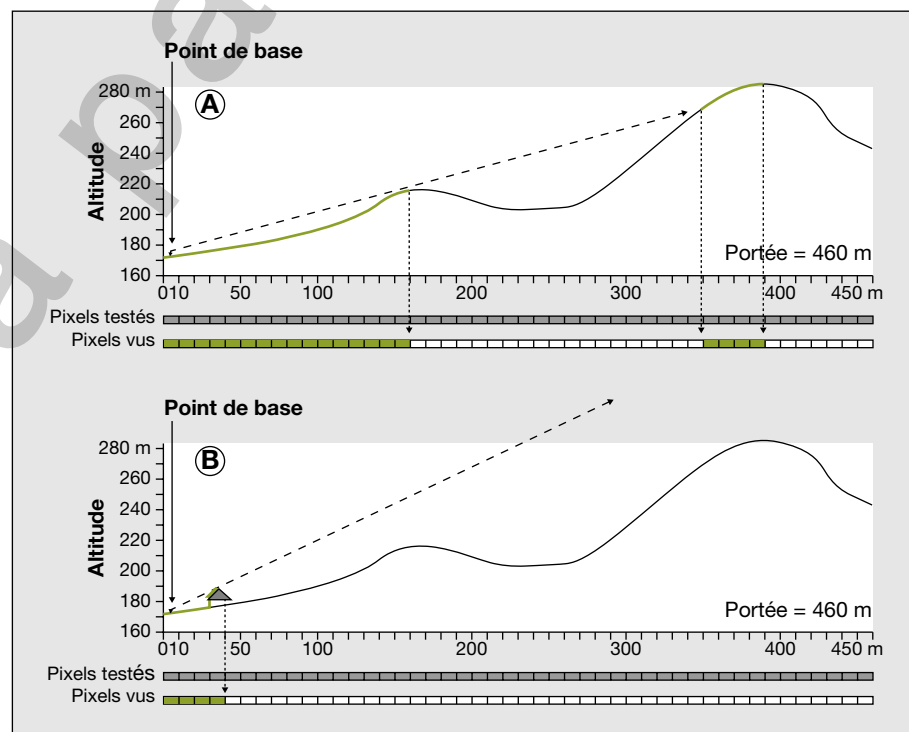 Point de base
A
280 m
260
240
220
200
180
160
Altitude
Portée = 460 m
010 50 100 200 300 400 450 m
Pixels testés
Pixels vus
Point de base
B
280 m
260
240
220
200
180
160
Altitude
Portée = 460 m
010 50 100 200 300 400 450 m
Pixels testés
Pixels vus
a pa